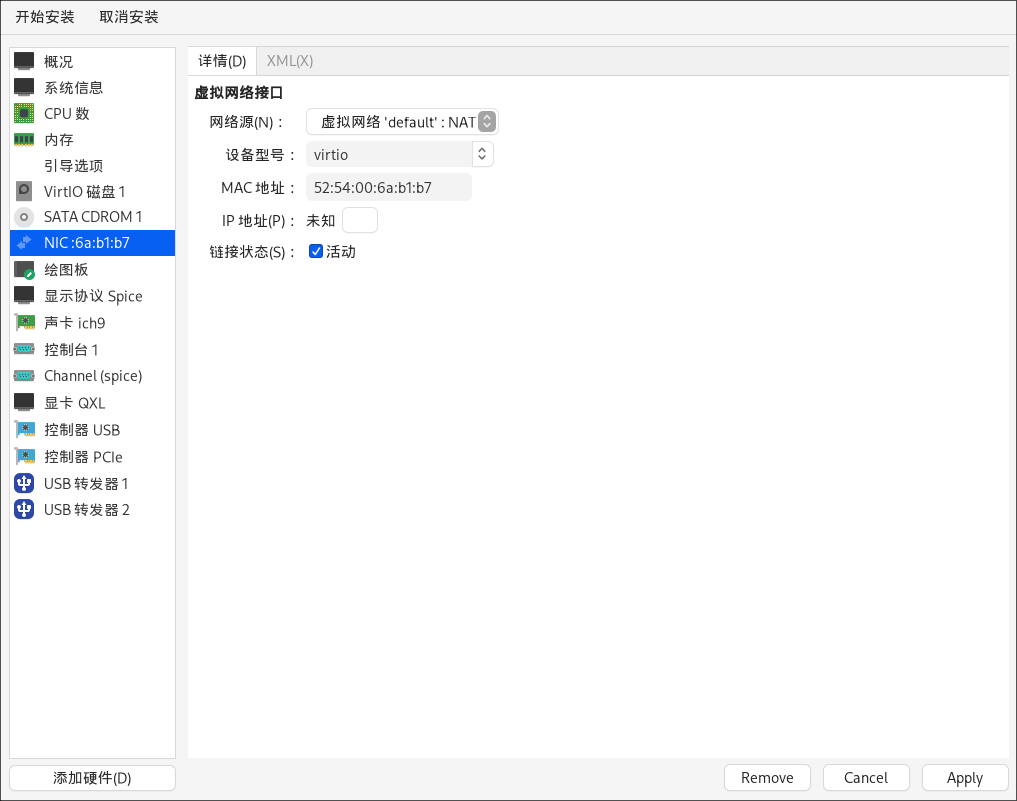 开始安装 取消安装
概况
系统信息
CPU 数
内存
引导选项
VirtIO 磁盘 1
SATA CDROM 1
NIC :6a:b1:b7
绘图板
显示协议 Spice
声卡 ich9
控制台 1
Channel (spice)
显卡 QXL
控制器 USB
控制器 PCIe
USB 转发器 1
USB 转发器 2
添加硬件(D)
详情(D) XML(X)
虚拟网络接口
网络源(N)： 虚拟网络 'default' : NAT
设备型号： virtio
MAC 地址： 52:54:00:6a:b1:b7
IP 地址(P)： 未知
链接状态(S)： 活动
Remove Cancel Apply